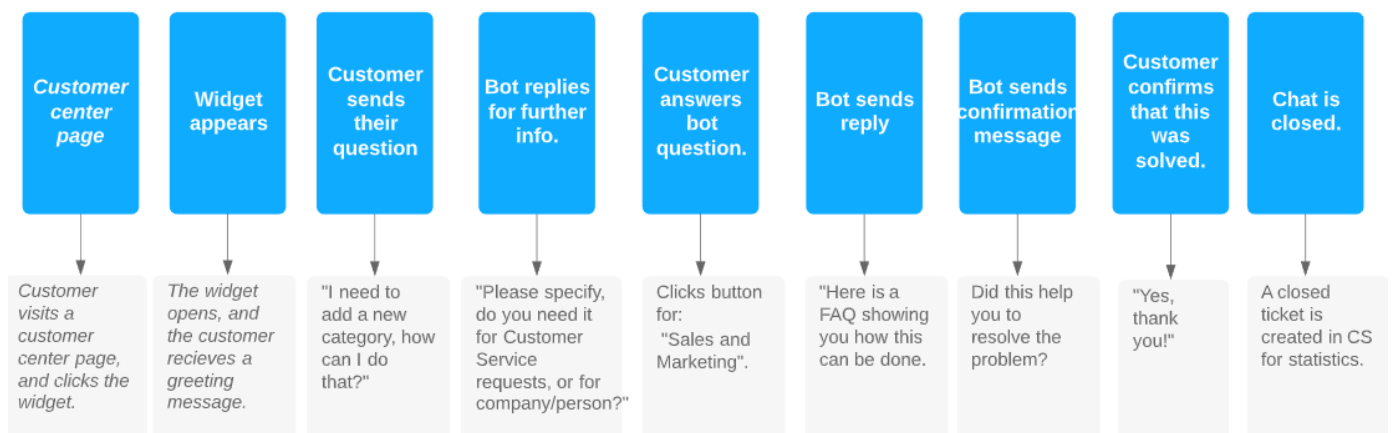 Customer
center
page
Widget
appears
Customer
sends
their
question
Bot replies
for further
info.
Customer
answers
bot
question.
Bot sends
reply
Bot sends
confirmation
message
Customer
confirms
that this
was
solved.
Chat is
closed.
Customer
visits a
customer
center page,
and clicks the
widget.
The widget
opens, and
the customer
recieves a
greeting
message.
"I need to
add a new
category, how
can I do
that?"
"Please specify,
do you need it
for Customer
Service
requests, or for
company/person?"
Clicks button
for:
"Sales and
Marketing".
"Here is a
FAQ showing
you how this
can be done.
Did this help
you to
resolve the
problem?
"Yes,
thank
you!"
A closed
ticket is
created in CS
for statistics.